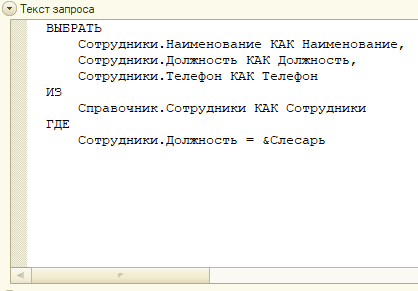 Текст запроса
ВЫБРАТЬ
Сотрудники.Наименование КАК Наименование,
Сотрудники.Должность КАК Должность,
Сотрудники.Телефон КАК Телефон
ИЗ
Справочник.Сотрудники КАК Сотрудники
ГДЕ
Сотрудники.Должность = &Слесарь